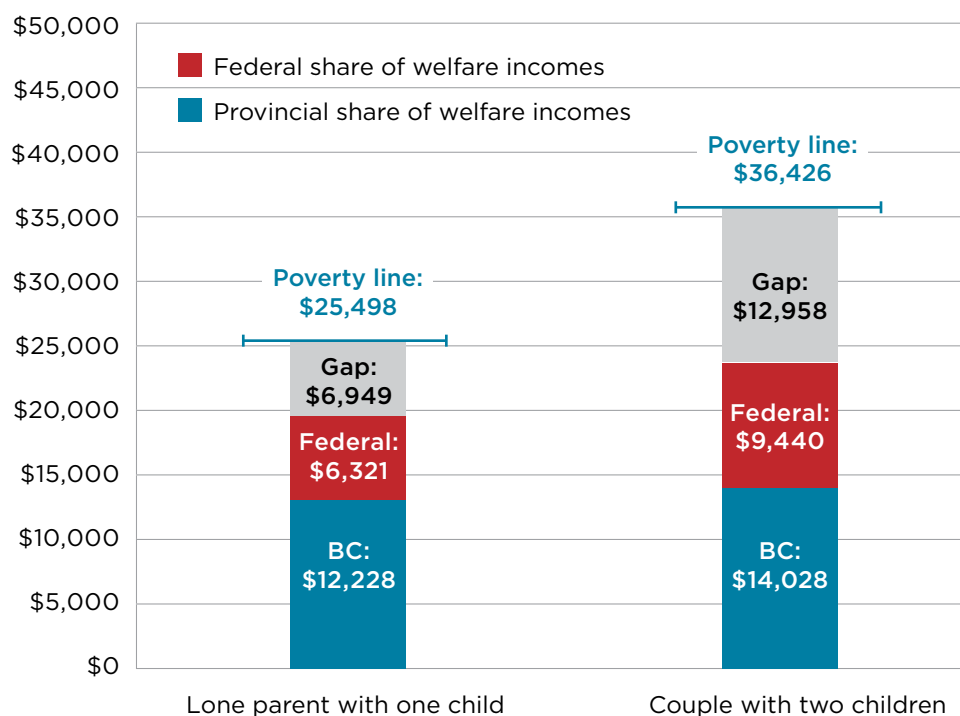 $50,000
$45,000
$40,000
$35,000
$30,000
$25,000
$20,000
$15,000
$10,000
$5,000
$0
Federal share of welfare incomes
Provincial share of welfare incomes
Poverty line:
$25,498
Gap:
$6,949
Federal:
$6,321
BC:
$12,228
Poverty line:
$36,426
Gap:
$12,958
Federal:
$9,440
BC:
$14,028
Lone parent with one child
Couple with two children